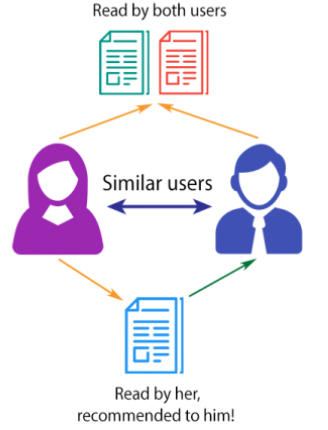 Read by both users
Similar users
Read by her,
recommended to him!